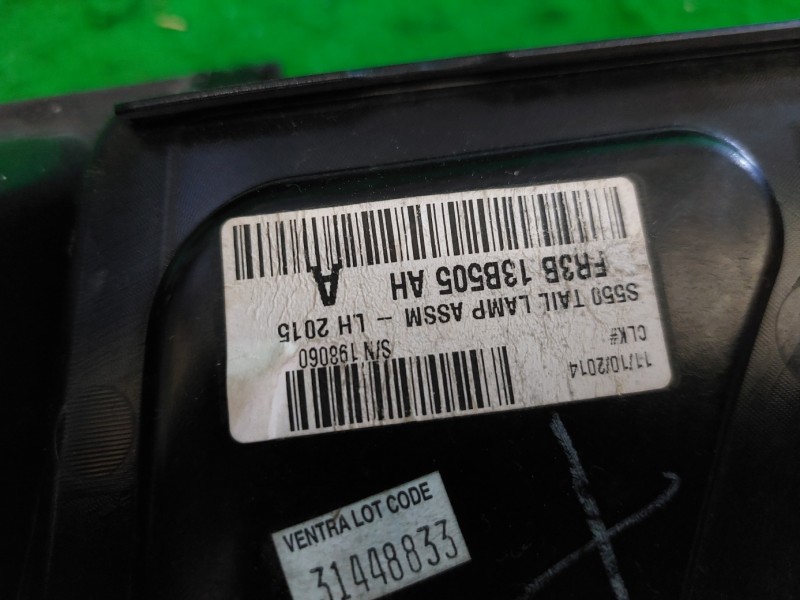 11/10/2014
S/N 198060
CLK#
S550 TAIL LAMP ASSM - LH 2015
FR3B 13B505 AH
A
VENTRA LOT CODE
31448833